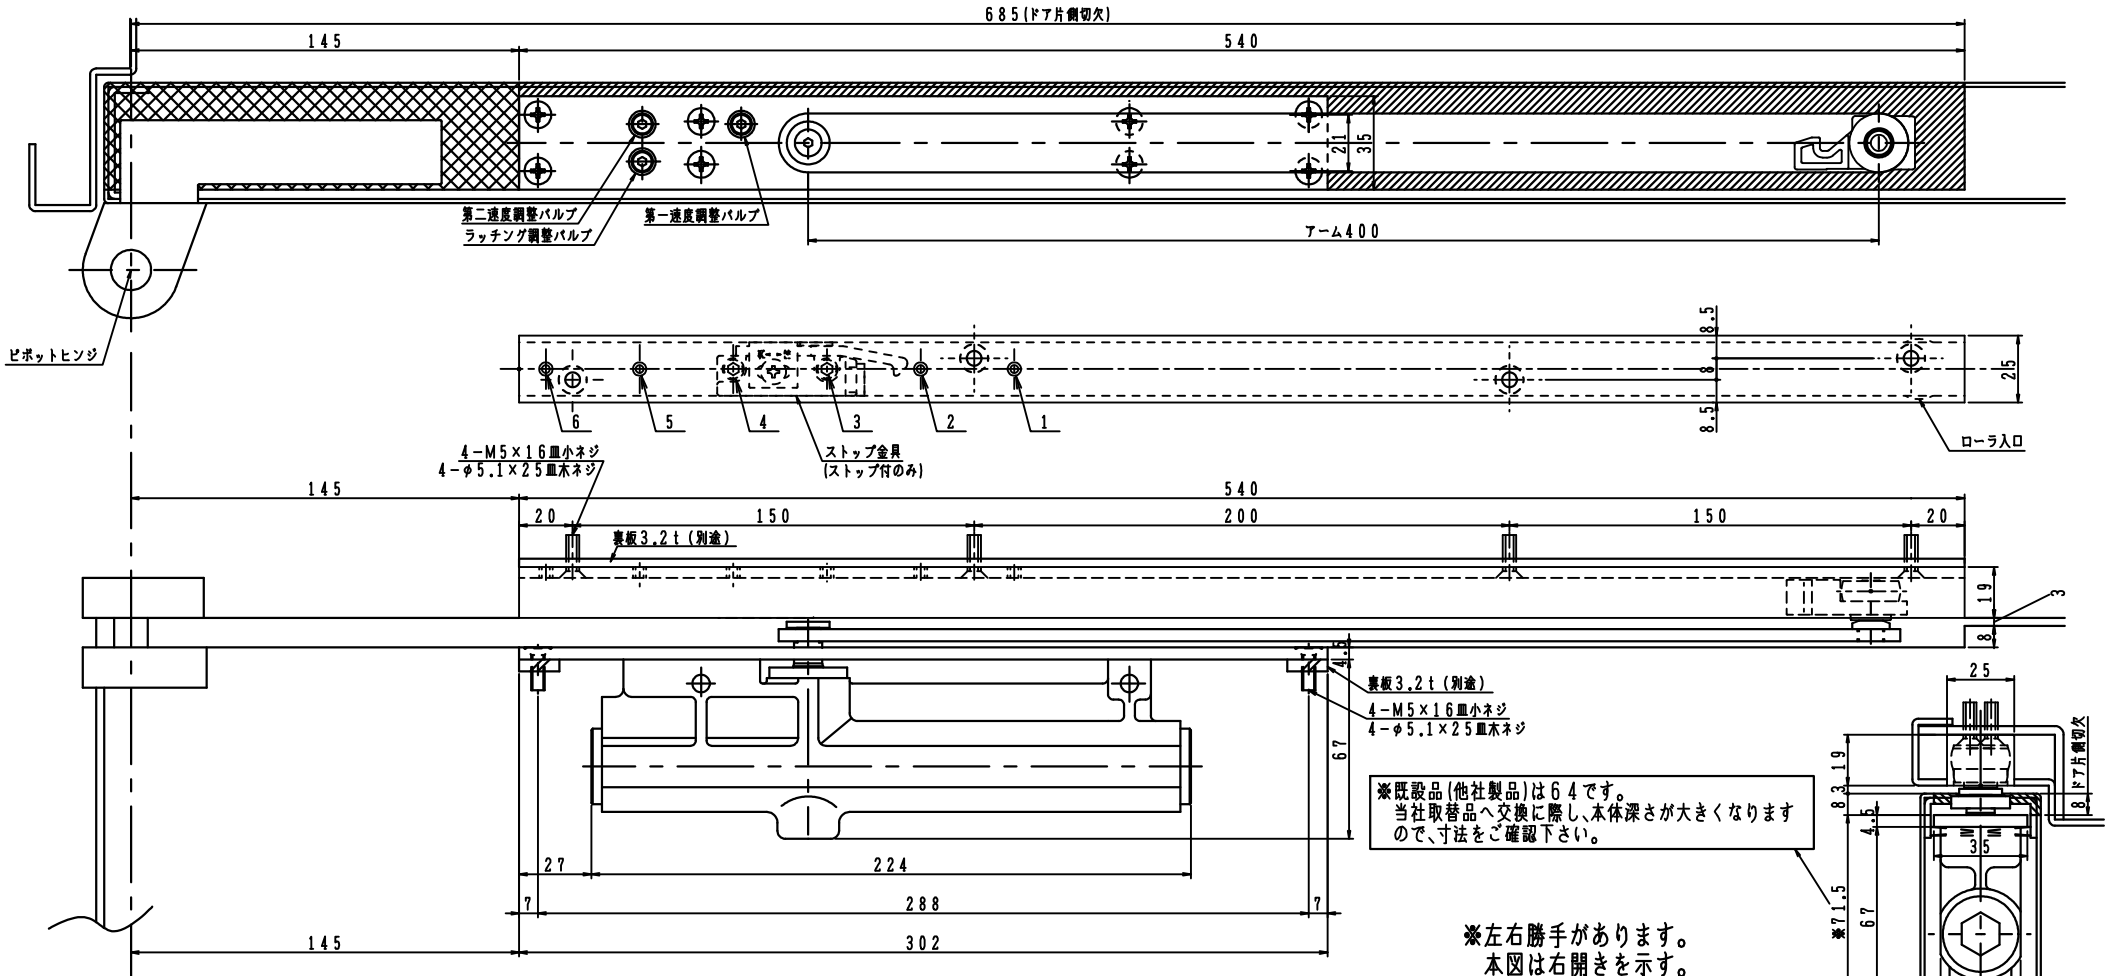 685(ドア片側切欠)
145
540
21
35
第二速度調整バルブ
ラッチング調整バルブ
第一速度調整バルブ
アーム400
ピボットヒンジ
8.5
8
8.5
25
6
5
4
3
2
1
ストップ金具
(ストップ付のみ)
ローラ入口
4-M5×16皿小ネジ
4-φ5.1×25皿木ネジ
145
540
20
150
200
150
20
裏板3.2t(別途)
19
3
8
4.5
67
裏板3.2t(別途)
4-M5×16皿小ネジ
4-φ5.1×25皿木ネジ
27
224
7
288
7
145
302
※既設品(他社製品)は64です。
当社取替品へ交換に際し、本体深さが大きくなります
ので、寸法をご確認下さい。
25
19
3
8
4.5
35
8
ドア片側切欠
※71.5
67
※左右勝手があります。
本図は右開きを示す。